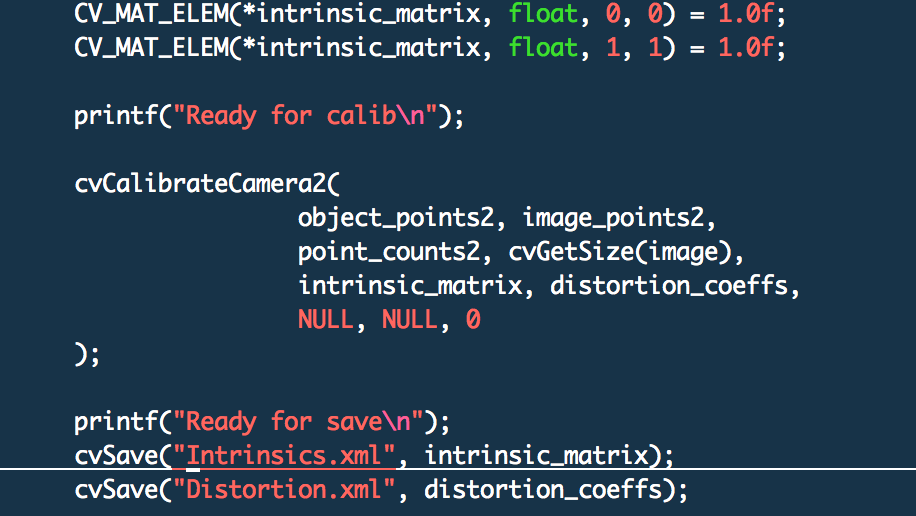 CV_MAT_ELEM(*intrinsic_matrix, float, 0, 0) = 1.0f;
CV_MAT_ELEM(*intrinsic_matrix, float, 1, 1) = 1.0f;
printf("Ready for calib\n");
cvCalibrateCamera2(
object_points2, image_points2,
point_counts2, cvGetSize(image),
intrinsic_matrix, distortion_coeffs,
NULL, NULL, 0
);
printf("Ready for save\n");
cvSave("Intrinsics.xml", intrinsic_matrix);
cvSave("Distortion.xml", distortion_coeffs);